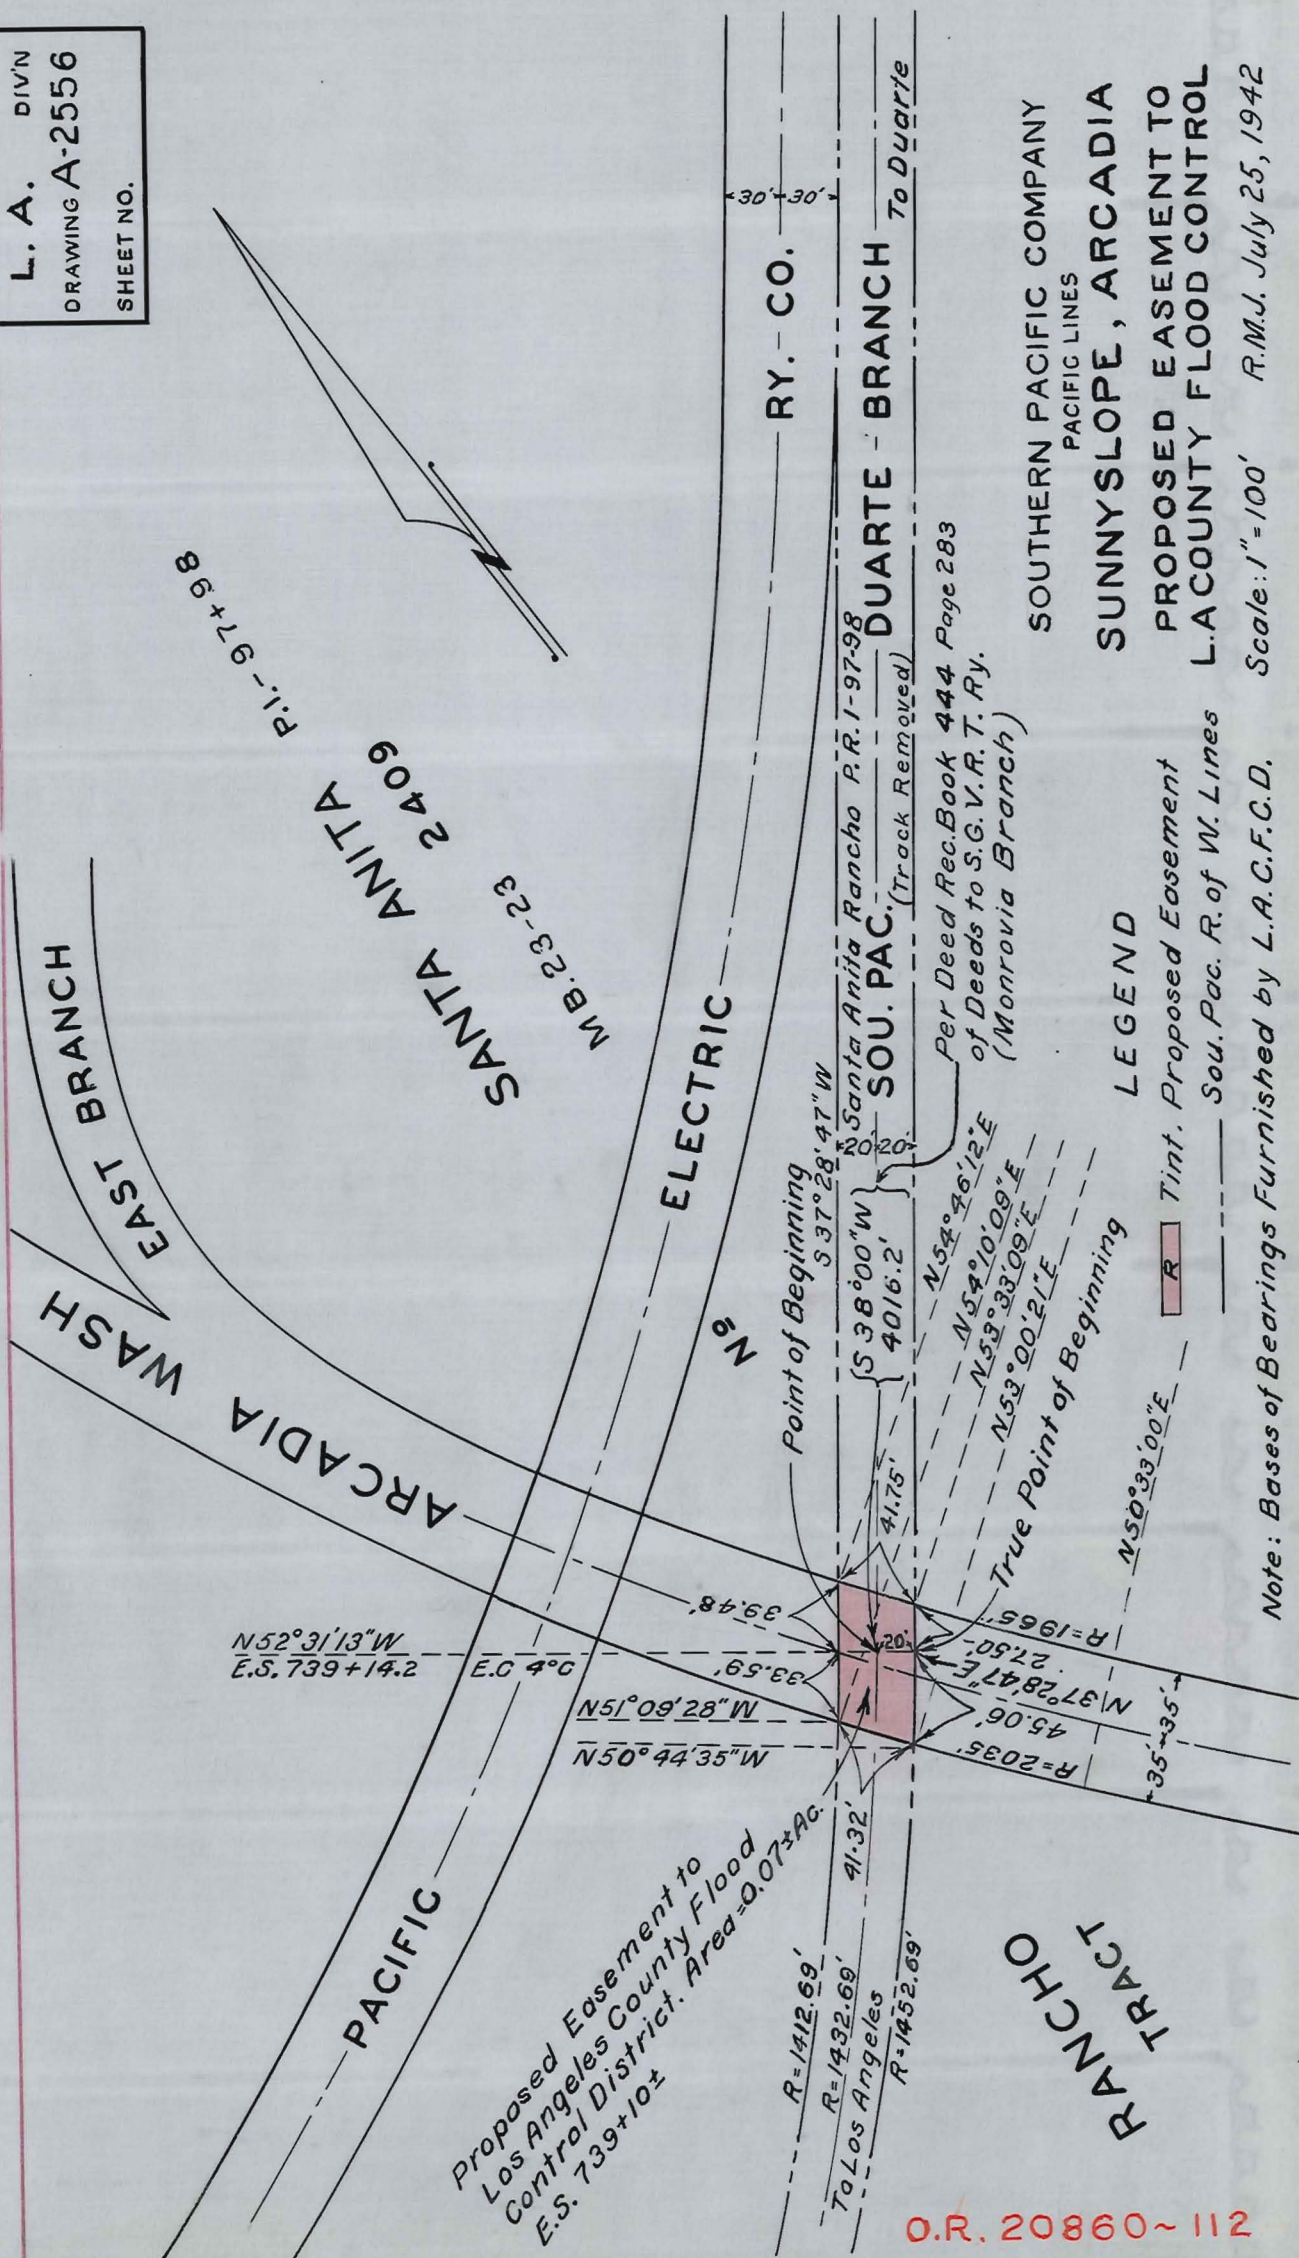 L. A. DIV'N
DRAWING A-2556
SHEET NO.
EAST BRANCH
EAST BRANCH
ARCADIA WASH
SANTA ANITA
P.I.-97+98
Nº 2409
M B. 23-23
PACIFIC ELECTRIC RY. CO.
30' 30'
Santa Anita Rancho P.R. 1-97-98
SOU. PAC. DUARTE BRANCH
(Track Removed)
To Duarte
Per Deed Rec. Book 444 Page 283
of Deeds to S.G.V.R.T. Ry.
(Monrovia Branch)
Point of Beginning
S 37°28'47"W
20' 20'
{S 38°00"W}
4016.2'
41.75'
N54°46'12"E
N54°10'09"E
N53°33'09"E
N53°00'21"E
True Point of Beginning
N50°33'00"E
N52°31'13"W
E.S. 739+14.2
E.C 4°C
N51°09'28"W
N50°44'35"W
39.48'
33.59'
20'
R=1965'
27.50'
N37°28'47"E
45.06'
R=2035'
35' 35'
41.32'
Proposed Easement to
Los Angeles County Flood
Control District. Area=0.07±Ac.
E.S. 739+10±
R=1412.69'
R=1432.69'
To Los Angeles
R=1452.69'
RANCHO
TRACT
SOUTHERN PACIFIC COMPANY
PACIFIC LINES
SUNNYSLOPE, ARCADIA
PROPOSED EASEMENT TO
L.A COUNTY FLOOD CONTROL
Scale: 1"=100' R.M.J. July 25, 1942
LEGEND
R Tint. Proposed Easement
Sou. Pac. R. of W. Lines
Note: Bases of Bearings Furnished by L.A.C.F.C.D.
O.R. 20860~112